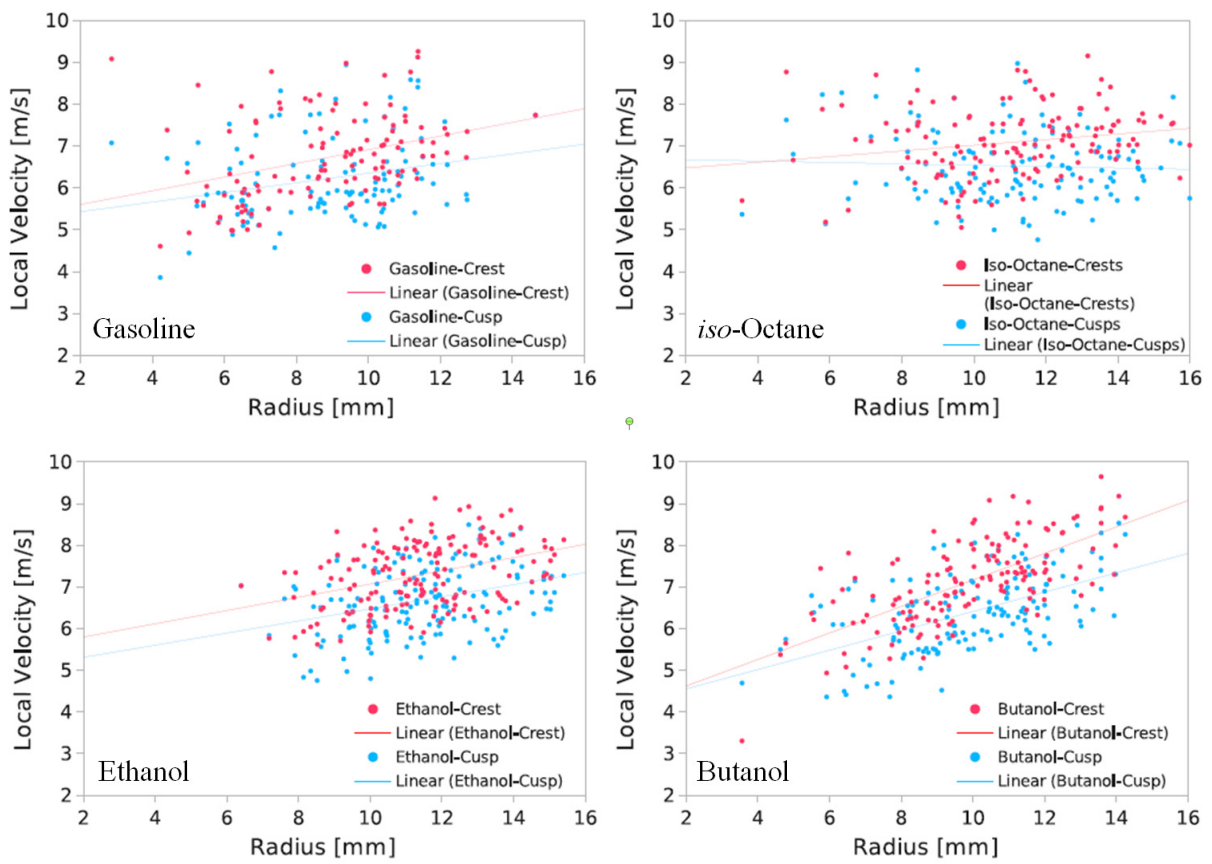 10
9
8
7
6
5
4
3
2
Local Velocity [m/s]
Gasoline-Crest
Linear (Gasoline-Crest)
Gasoline-Cusp
Linear (Gasoline-Cusp)
Gasoline
2 4 6 8 10 12 14 16
Radius [mm]
10
9
8
7
6
5
4
3
2
Local Velocity [m/s]
Iso-Octane-Crests
Linear
(Iso-Octane-Crests)
Iso-Octane-Cusps
Linear (Iso-Octane-Cusps)
iso-Octane
2 4 6 8 10 12 14 16
Radius [mm]
10
9
8
7
6
5
4
3
2
Local Velocity [m/s]
Ethanol-Crest
Linear (Ethanol-Crest)
Ethanol-Cusp
Linear (Ethanol-Cusp)
Ethanol
2 4 6 8 10 12 14 16
Radius [mm]
10
9
8
7
6
5
4
3
2
Local Velocity [m/s]
Butanol-Crest
Linear (Butanol-Crest)
Butanol-Cusp
Linear (Butanol-Cusp)
Butanol
2 4 6 8 10 12 14 16
Radius [mm]